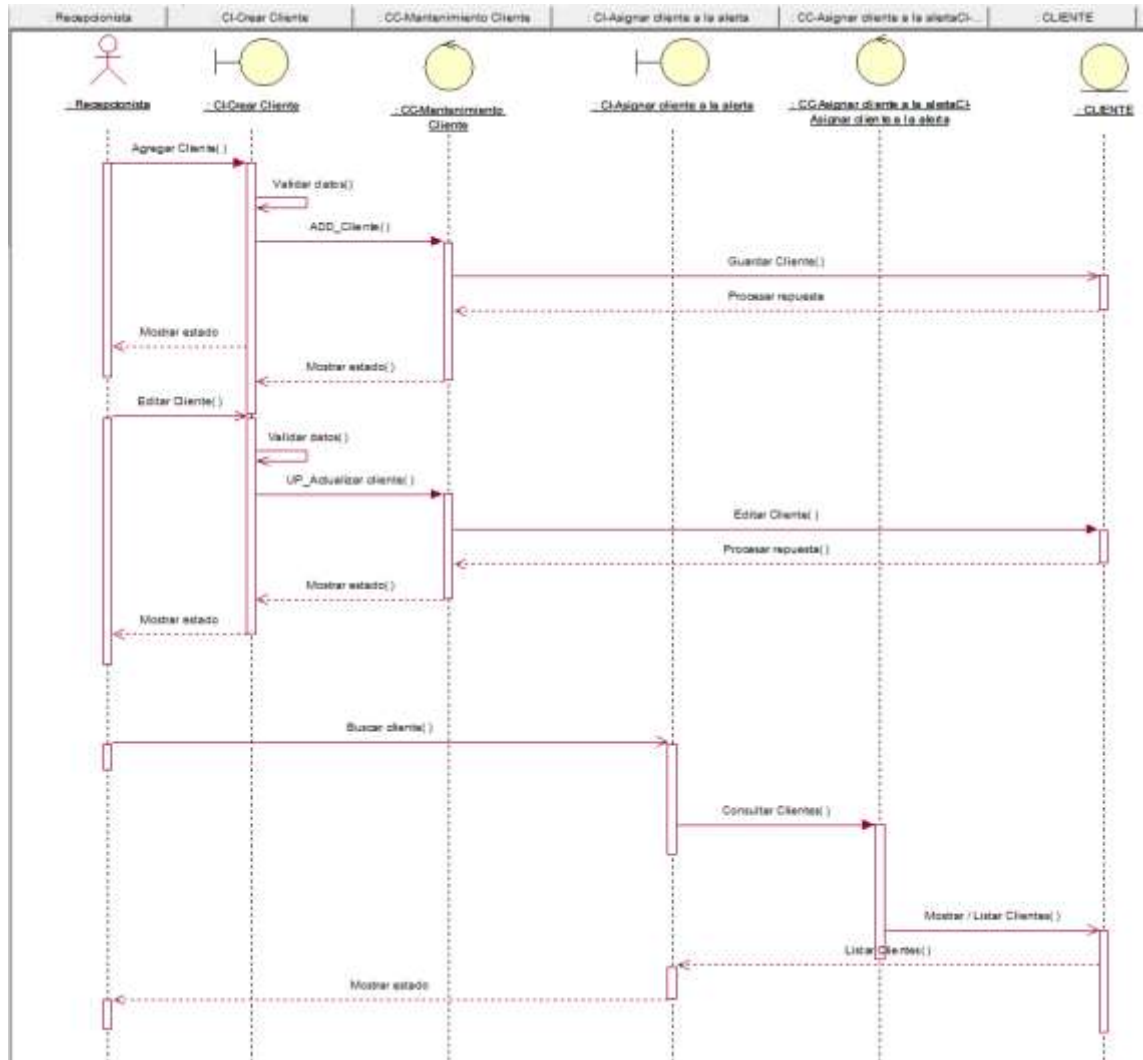 : Recepcionista
: CI-Crear Cliente
: CC-Mantenimiento Cliente
: CI-Asignar cliente a la alerta
: CC-Asignar cliente a la alertaCI-...
: CLIENTE
: Recepcionista
: CI-Crear Cliente
: CC-Mantenimiento
Cliente
: CI-Asignar cliente a la alerta
: CC-Asignar cliente a la alertaCI-
Asignar cliente a la alerta
: CLIENTE
Agregar Cliente( )
Validar datos()
ADD_Cliente( )
Guardar Cliente( )
Procesar repuesta
Mostrar estado
Mostrar estado( )
Editar Cliente( )
Validar datos( )
UP_Actualizar cliente( )
Editar Cliente( )
Procesar repuesta( )
Mostrar estado( )
Mostrar estado
Buscar cliente( )
Consultar Clientes( )
Mostrar / Listar Clientes( )
Listar Clientes( )
Mostrar estado